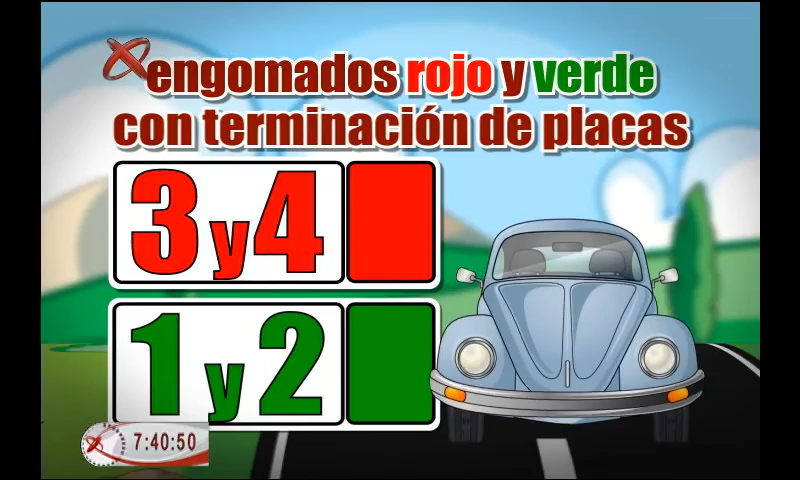 engomados rojo y verde
con terminación de placas
3 y 4
1 y 2
7:40:50